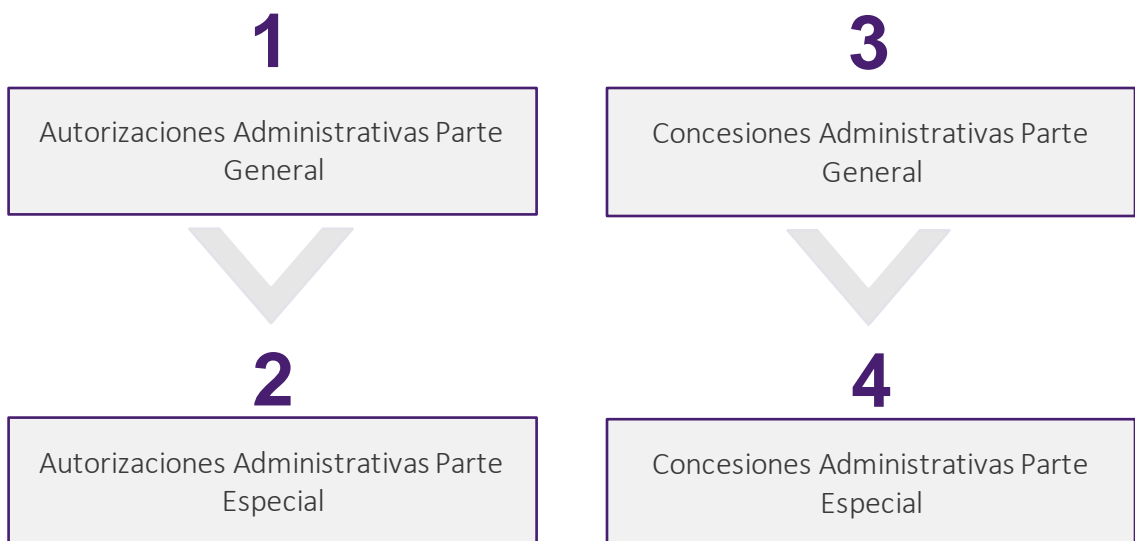 1
Autorizaciones Administrativas Parte
General
2
Autorizaciones Administrativas Parte
Especial
3
Concesiones Administrativas Parte
General
4
Concesiones Administrativas Parte
Especial